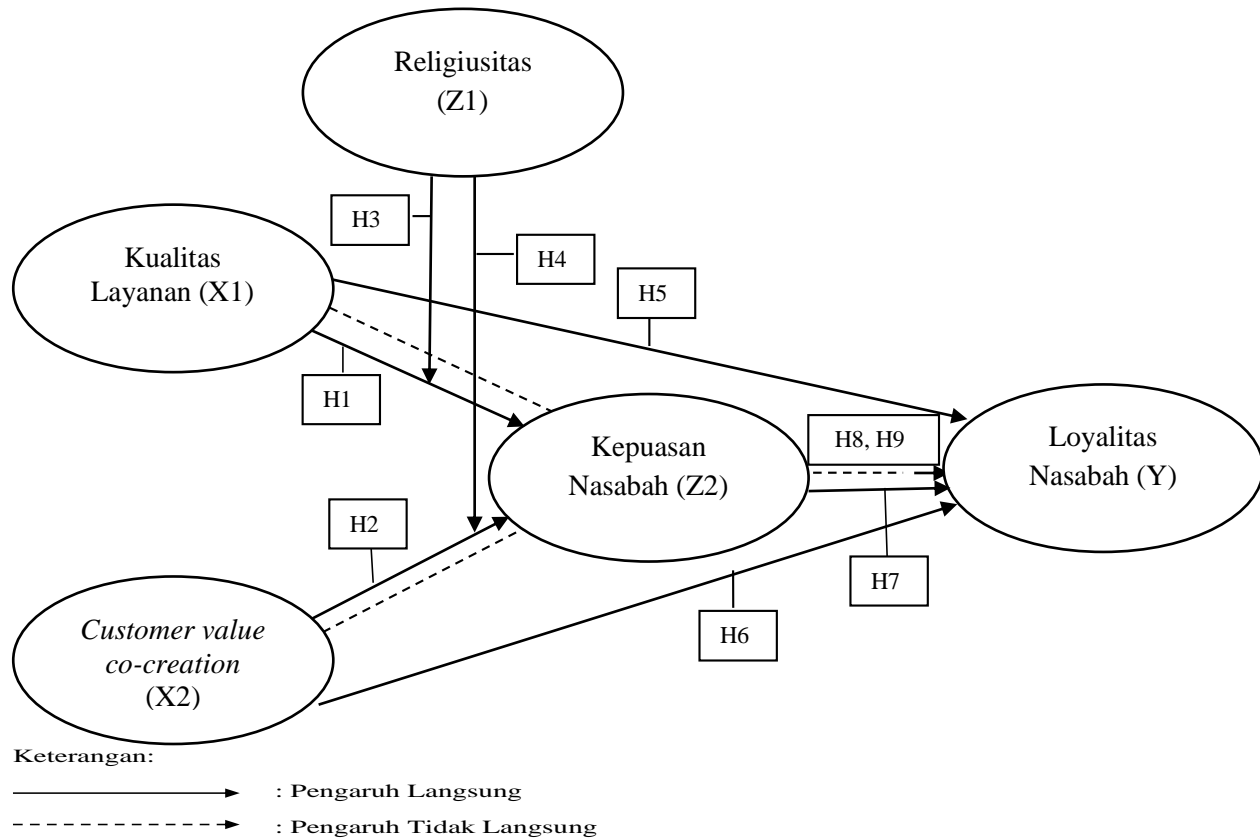 Religiusitas
(Z1)
H3
H4
Kualitas
Layanan (X1)
H5
H1
Kepuasan
Nasabah (Z2)
H8, H9
Loyalitas
Nasabah (Y)
H2
H7
H6
Customer value
co-creation
(X2)
Keterangan:
: Pengaruh Langsung
: Pengaruh Tidak Langsung